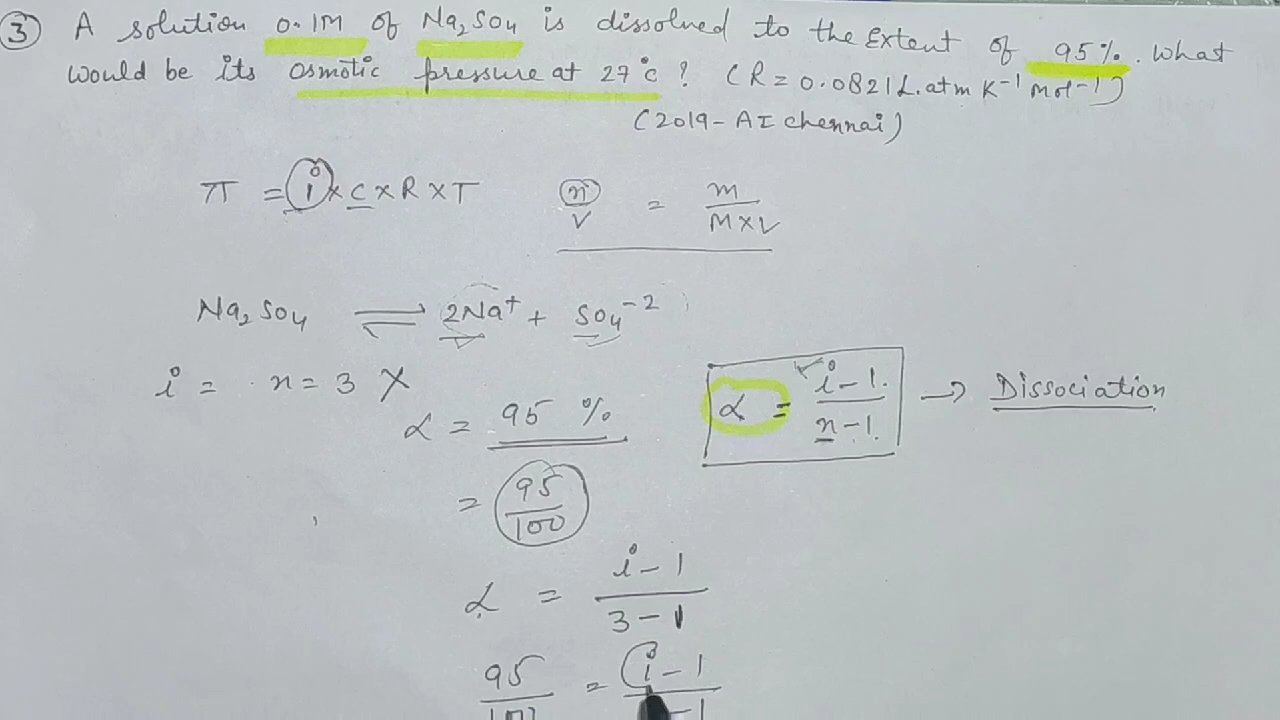 ③ A solution 0.1M of Na₂SO₄ is dissolved to the Extent of 95%. What
would be its osmotic pressure at 27°C ? (R = 0.0821 L.atm K⁻¹ mol⁻¹)
(2019 - AI chennai)
π = i × C × R × T n/V = m/M×V
Na₂SO₄ ⇌ 2Na⁺ + SO₄⁻²
i = n = 3 X
α = 95 %
α = i-1/n-1 → Dissociation
= 95/100
α = i-1/3-1
95/100 = i-1/-1